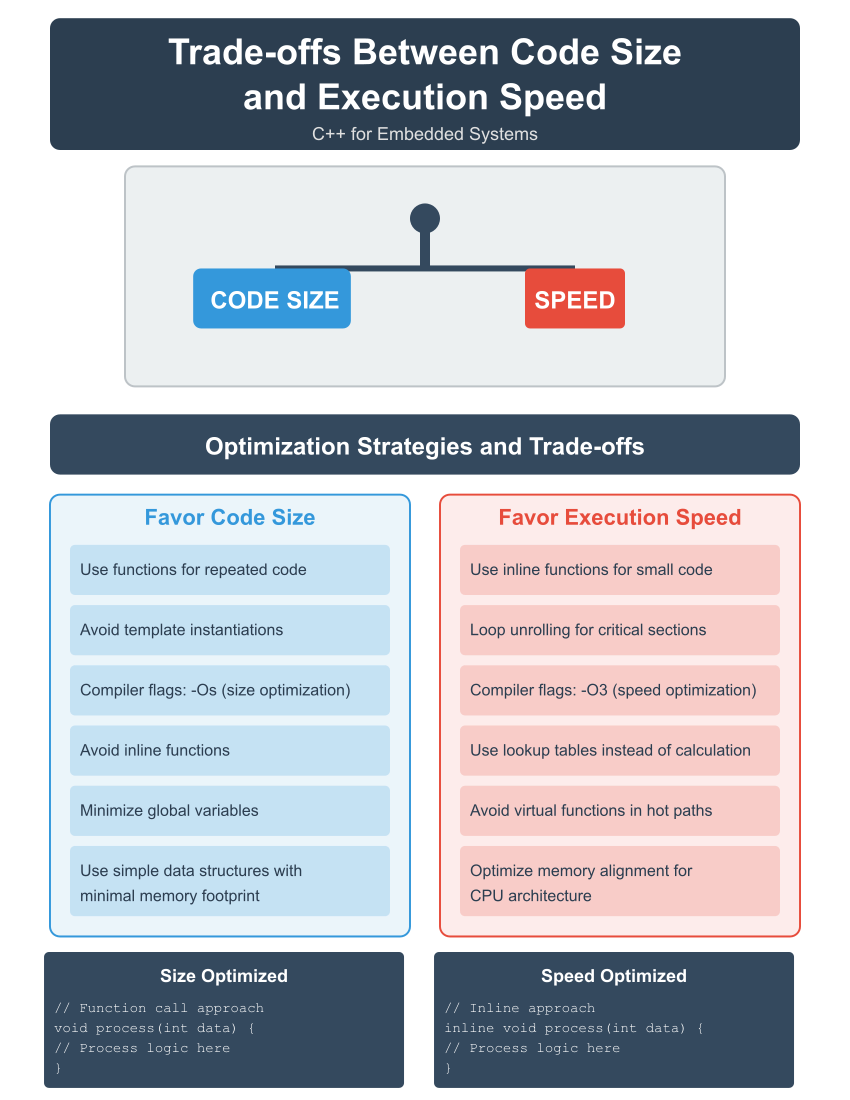 Trade-offs Between Code Size
and Execution Speed
C++ for Embedded Systems
CODE SIZE
SPEED
Optimization Strategies and Trade-offs
Favor Code Size
Use functions for repeated code
Avoid template instantiations
Compiler flags: -Os (size optimization)
Avoid inline functions
Minimize global variables
Use simple data structures with
minimal memory footprint
Favor Execution Speed
Use inline functions for small code
Loop unrolling for critical sections
Compiler flags: -O3 (speed optimization)
Use lookup tables instead of calculation
Avoid virtual functions in hot paths
Optimize memory alignment for
CPU architecture
Size Optimized
// Function call approach
void process(int data) {
// Process logic here
}
Speed Optimized
// Inline approach
inline void process(int data) {
// Process logic here
}